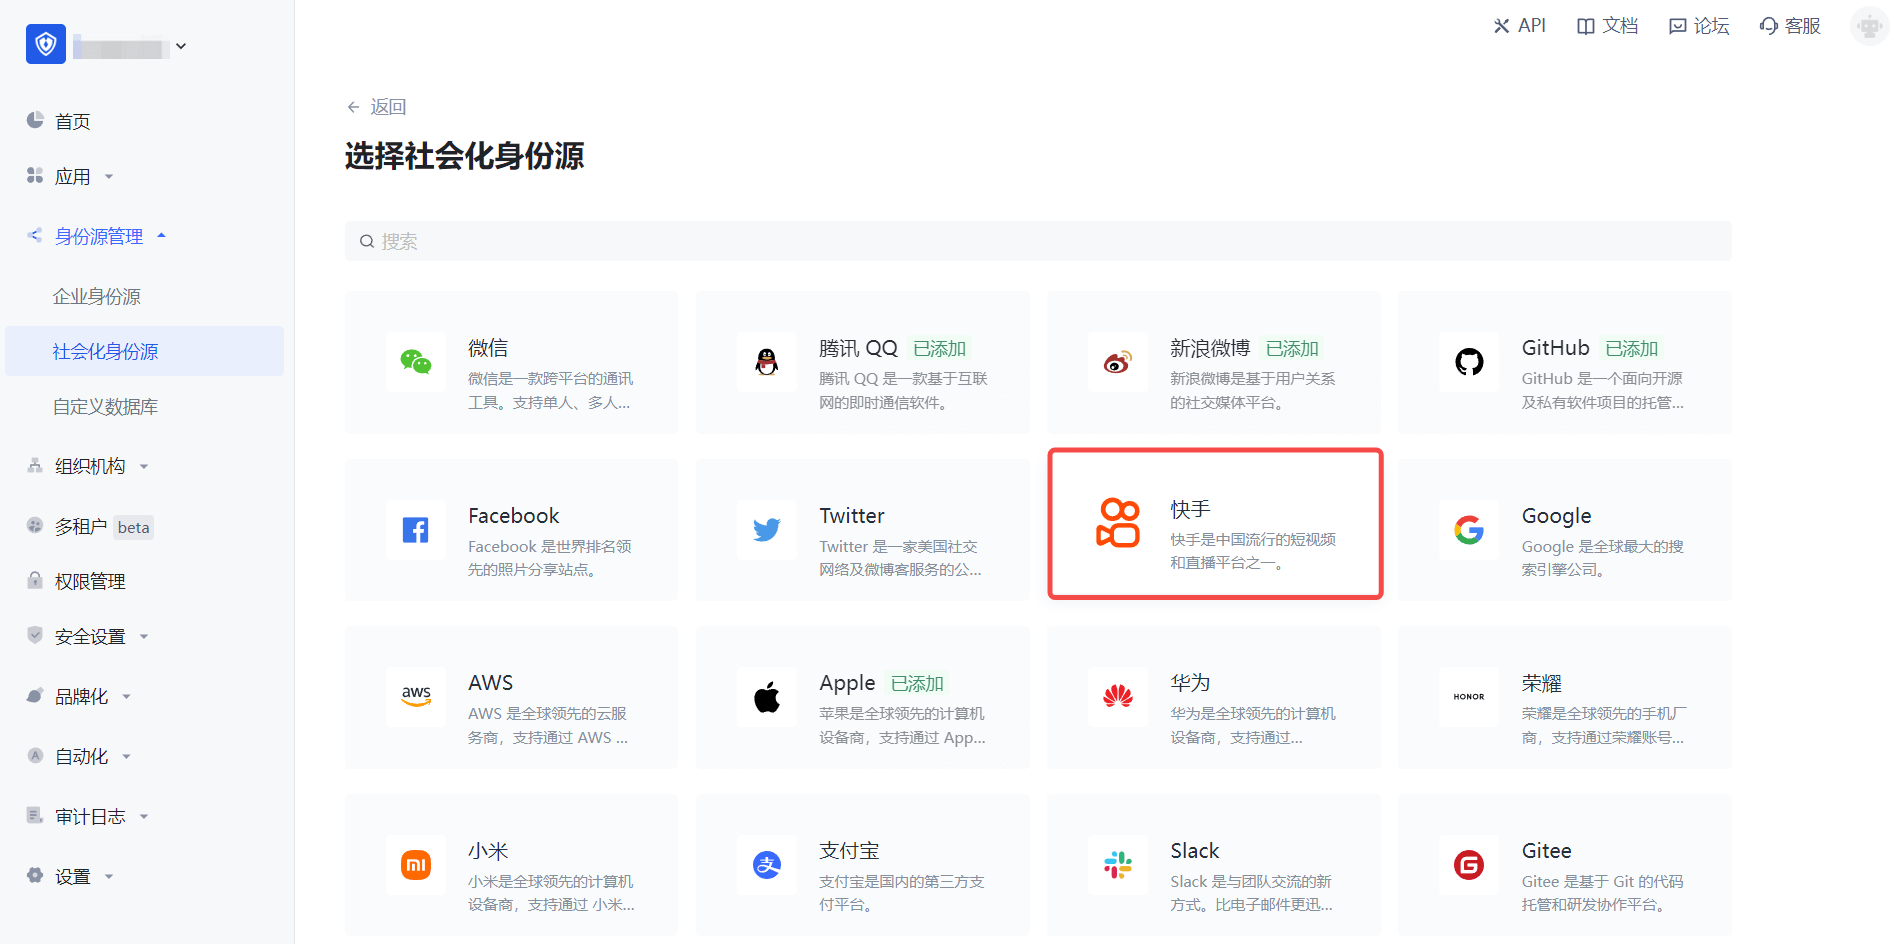 API
文档
论坛
客服
首页
应用
身份源管理
企业身份源
社会化身份源
自定义数据库
组织机构
多租户 beta
权限管理
安全设置
品牌化
自动化
审计日志
设置
返回
选择社会化身份源
搜索
微信
微信是一款跨平台的通讯
工具。支持单人、多人...
腾讯 QQ 已添加
腾讯 QQ 是一款基于互联
网的即时通信软件。
新浪微博 已添加
新浪微博是基于用户关系
的社交媒体平台。
GitHub 已添加
GitHub 是一个面向开源
及私有软件项目的托管...
Facebook
Facebook 是世界排名领
先的照片分享站点。
Twitter
Twitter 是一家美国社交
网络及微博客服务的公...
快手
快手是中国流行的短视频
和直播平台之一。
Google
Google 是全球最大的搜
索引擎公司。
aws
AWS
AWS 是全球领先的云服
务商，支持通过 AWS ...
Apple 已添加
苹果是全球领先的计算机
设备商，支持通过 App...
华为
华为是全球领先的计算机
设备商，支持通过...
HONOR
荣耀
荣耀是全球领先的手机厂
商，支持通过荣耀账号...
小米
小米是全球领先的计算机
设备商，支持通过 小米...
支
支付宝
支付宝是国内的第三方支
付平台。
Slack
Slack 是与团队交流的新
方式。比电子邮件更迅...
Gitee
Gitee 是基于 Git 的代码
托管和研发协作平台。